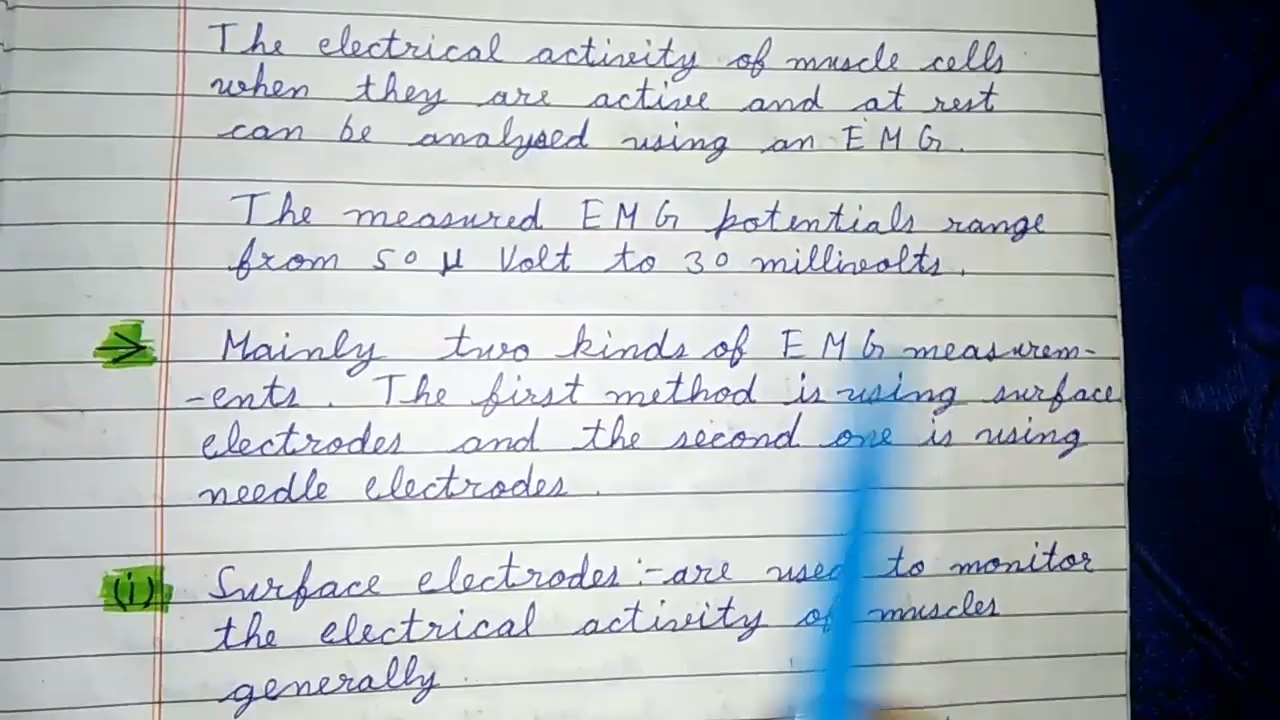 The electrical activity of muscle cells
when they are active and at rest
can be analysed using an EMG.
The measured EMG potentials range
from 50 μ Volt to 30 millivolts.
→ Mainly two kinds of EMG measurem-
-ents. The first method is using surface
electrodes and the second one is using
needle electrodes.
(i) Surface electrodes :- are used to monitor
the electrical activity of muscles
generally.